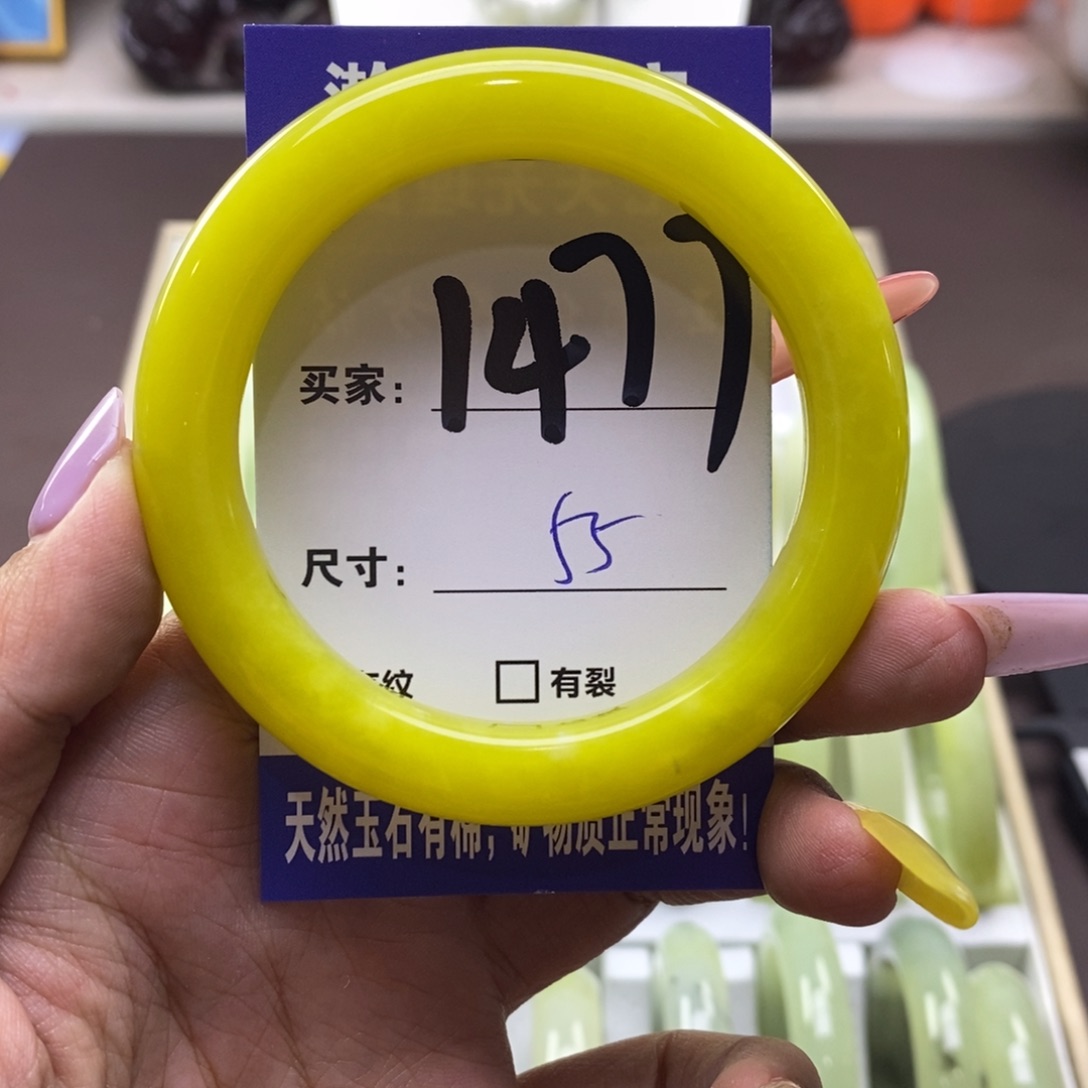 买家： 1477
尺寸： 55
纹 □ 有裂
天然玉石有棉，矿物质正常现象！